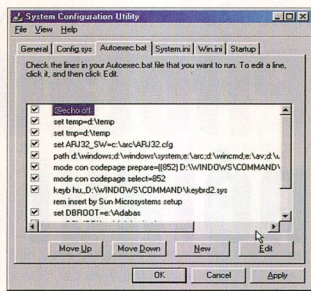 System Configuration Utility
File View Help
General Config.sys Autoexec.bat System.ini Win.ini Startup
Check the lines in your Autoexec.bat file that you want to run. To edit a line,
click it, and then click Edit.
@echo off
set temp=d:\temp
set tmp=d:\temp
set ARJ32_SW=c:\arc\ARJ32.cfg
path d:\windows;d:\windows\system;e:\arc;d:\wincmd;e:\av;d:\
mode con codepage prepare=((852) D:\WINDOWS\COMMAND\
mode con codepage select=852
keyb hu,,D:\WINDOWS\COMMAND\keybrd2.sys
rem insert by Sun Microsystems setup
set DBROOT=e:\Adabas
Move Up Move Down New Edit
OK Cancel Apply